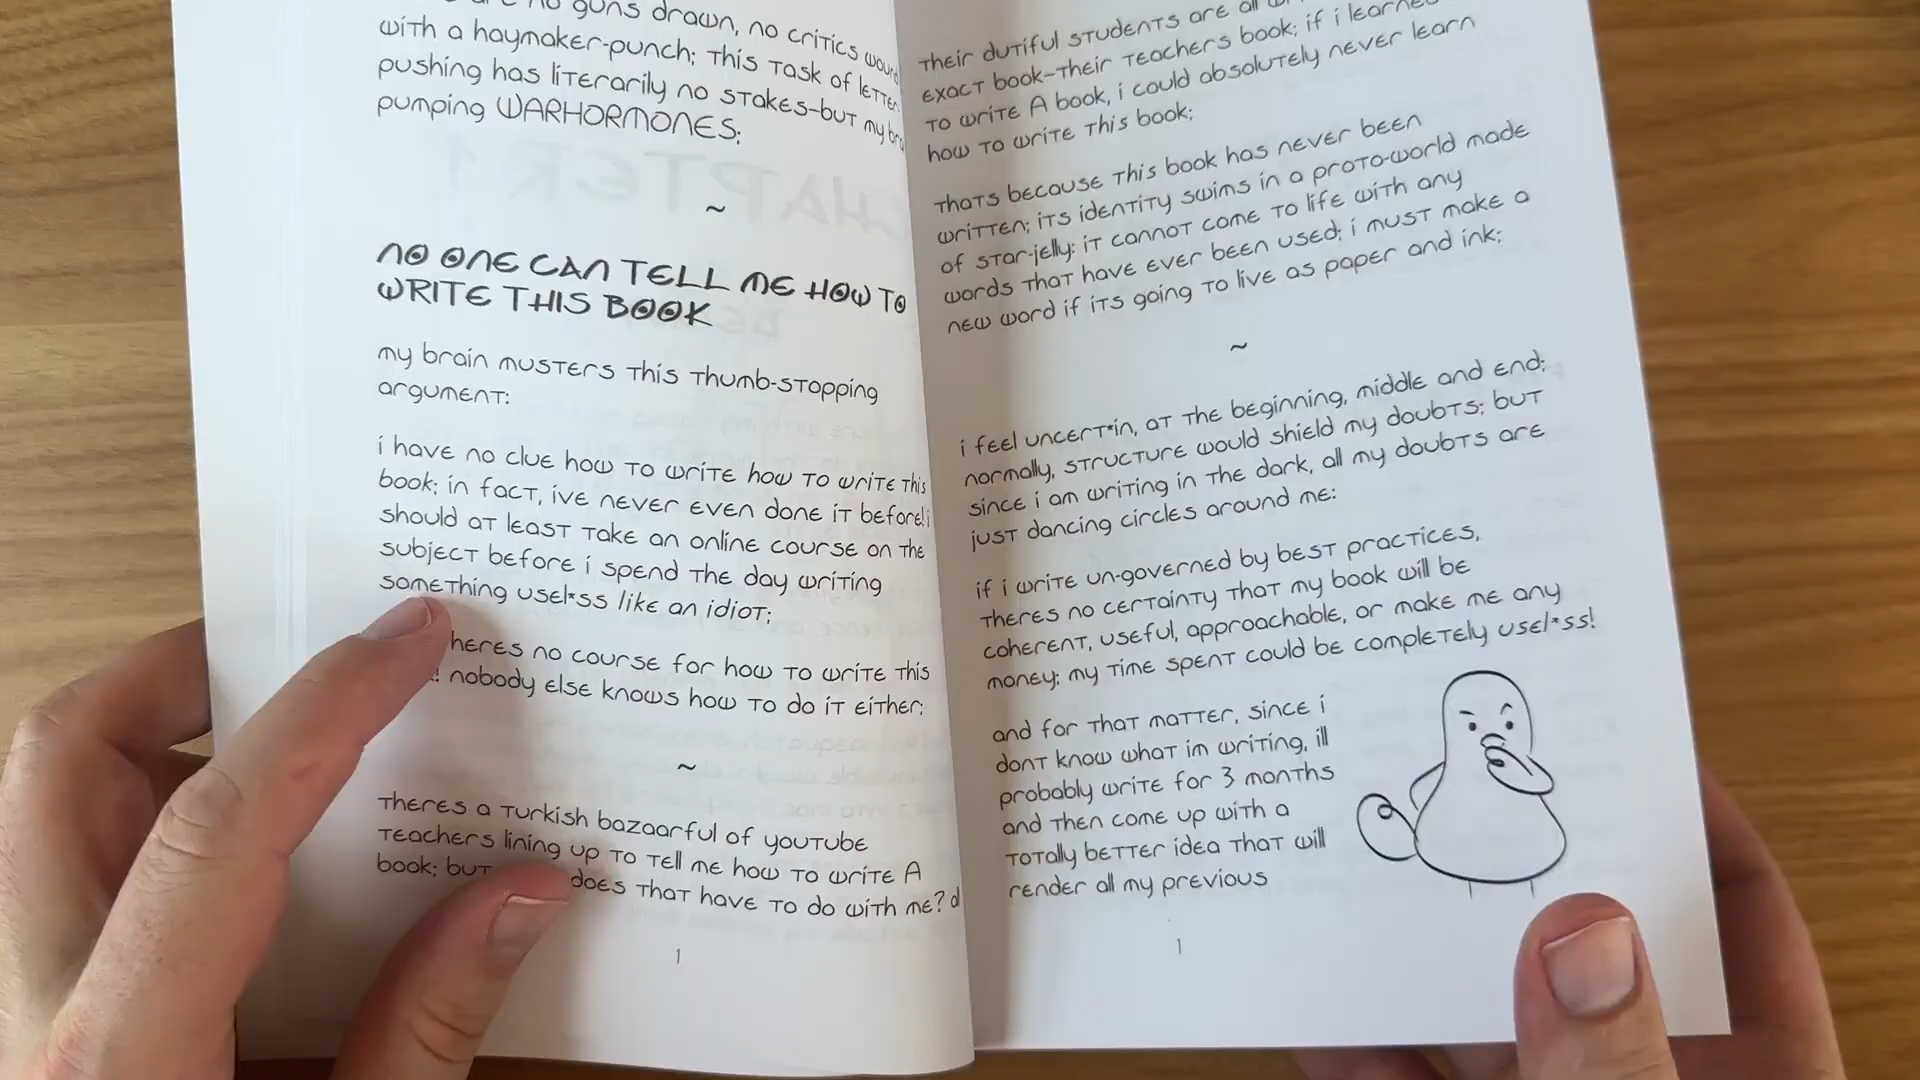 no guns drawn, no critics
with a haymaker-punch; this task of letter
pushing has literarily no stakes–but my
pumping WARHORMONES;
~
NO ONE CAN TELL ME HOW TO
WRITE THIS BOOK
my brain musters this thumb-stopping
argument:
i have no clue how to write how to write this
book; in fact, ive never even done it before! i
should at least take an online course on the
subject before i spend the day writing
something usel*ss like an idiot;
heres no course for how to write this
! nobody else knows how to do it either;
~
theres a turkish bazaarful of youtube
teachers lining up to tell me how to write A
book; but does that have to do with me? d
1
their dutiful students are all
exact book–their teachers book; if i learned
to write A book, i could absolutely never learn
how to write this book;
thats because this book has never been
written; its identity swims in a proto-world made
of star-jelly; it cannot come to life with any
words that have ever been used; i must make a
new word if its going to live as paper and ink;
~
i feel uncert*in, at the beginning, middle and end;
normally, structure would shield my doubts; but
since i am writing in the dark, all my doubts are
just dancing circles around me:
if i write un-governed by best practices,
theres no certainty that my book will be
coherent, useful, approachable, or make me any
money; my time spent could be completely usel*ss!
and for that matter, since i
dont know what im writing, ill
probably write for 3 months
and then come up with a
totally better idea that will
render all my previous
1